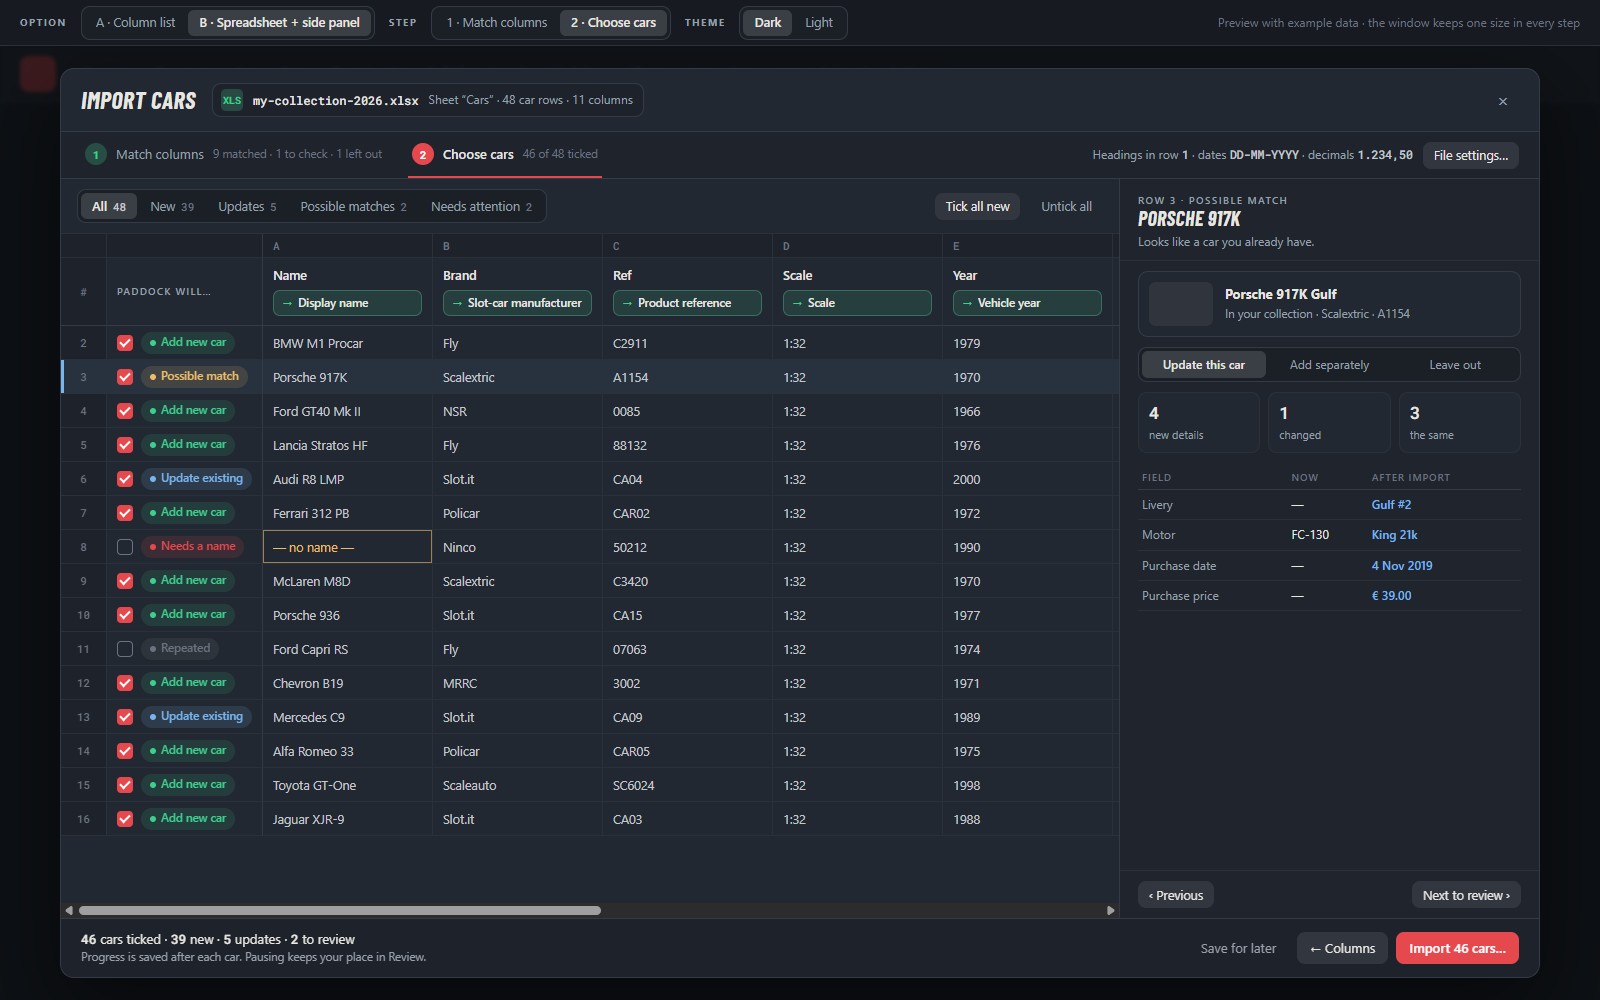 OPTION A · Column list B · Spreadsheet + side panel STEP 1 · Match columns 2 · Choose cars THEME Dark Light Preview with example data · the window keeps one size in every step
IMPORT CARS XLS my-collection-2026.xlsx Sheet “Cars” · 48 car rows · 11 columns ×
1 Match columns 9 matched · 1 to check · 1 left out 2 Choose cars 46 of 48 ticked Headings in row 1 · dates DD-MM-YYYY · decimals 1.234,50 File settings...
All 48 New 39 Updates 5 Possible matches 2 Needs attention 2 Tick all new Untick all
A B C D E
# PADDOCK WILL... Name Brand Ref Scale Year
→ Display name → Slot-car manufacturer → Product reference → Scale → Vehicle year
2 Add new car BMW M1 Procar Fly C2911 1:32 1979
3 Possible match Porsche 917K Scalextric A1154 1:32 1970
4 Add new car Ford GT40 Mk II NSR 0085 1:32 1966
5 Add new car Lancia Stratos HF Fly 88132 1:32 1976
6 Update existing Audi R8 LMP Slot.it CA04 1:32 2000
7 Add new car Ferrari 312 PB Policar CAR02 1:32 1972
8 Needs a name — no name — Ninco 50212 1:32 1990
9 Add new car McLaren M8D Scalextric C3420 1:32 1970
10 Add new car Porsche 936 Slot.it CA15 1:32 1977
11 Repeated Ford Capri RS Fly 07063 1:32 1974
12 Add new car Chevron B19 MRRC 3002 1:32 1971
13 Update existing Mercedes C9 Slot.it CA09 1:32 1989
14 Add new car Alfa Romeo 33 Policar CAR05 1:32 1975
15 Add new car Toyota GT-One Scaleauto SC6024 1:32 1998
16 Add new car Jaguar XJR-9 Slot.it CA03 1:32 1988
ROW 3 · POSSIBLE MATCH
PORSCHE 917K
Looks like a car you already have.
Porsche 917K Gulf
In your collection · Scalextric · A1154
Update this car Add separately Leave out
4 1 3
new details changed the same
FIELD NOW AFTER IMPORT
Livery — Gulf #2
Motor FC-130 King 21k
Purchase date — 4 Nov 2019
Purchase price — € 39.00
‹ Previous Next to review ›
46 cars ticked · 39 new · 5 updates · 2 to review
Progress is saved after each car. Pausing keeps your place in Review.
Save for later ← Columns Import 46 cars...